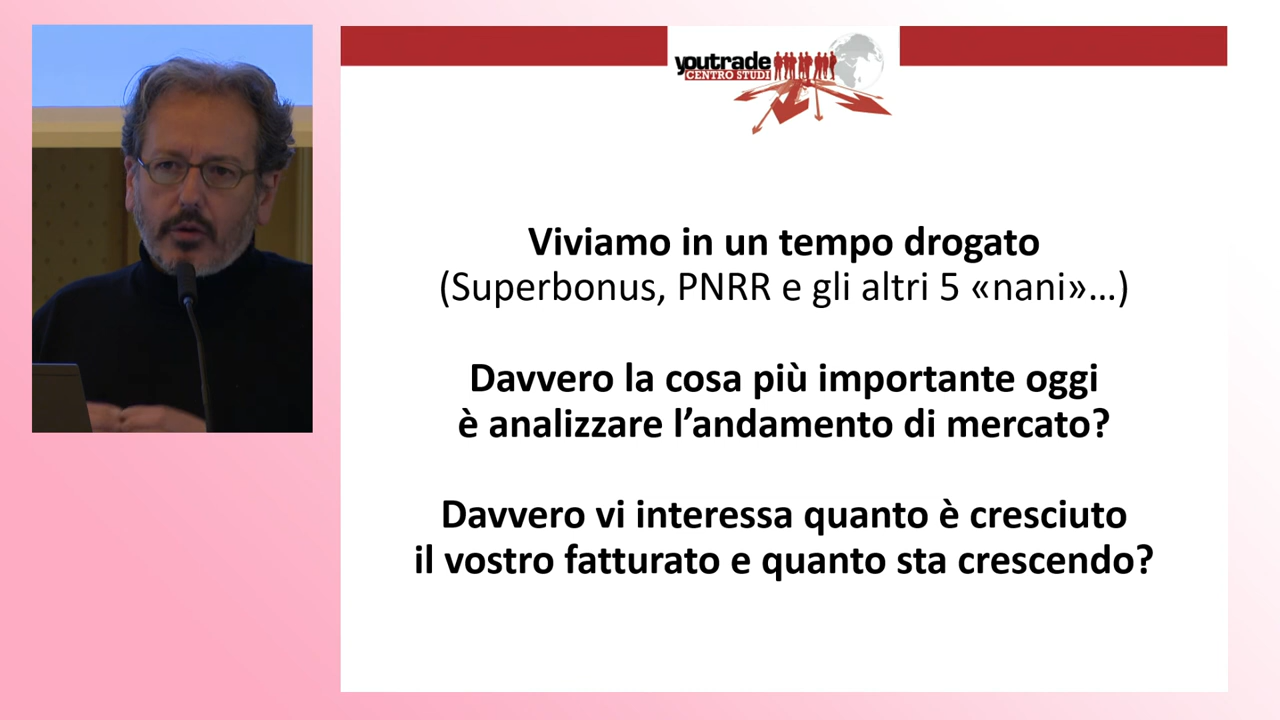 youtrade
CENTRO STUDI
Viviamo in un tempo drogato
(Superbonus, PNRR e gli altri 5 «nani»…)
Davvero la cosa più importante oggi
è analizzare l’andamento di mercato?
Davvero vi interessa quanto è cresciuto
il vostro fatturato e quanto sta crescendo?